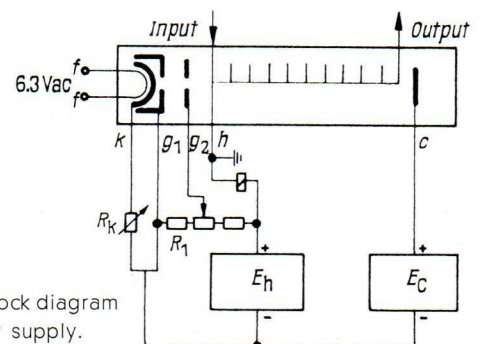 Input
Output
f
6.3 Vac
f
k g1 g2 h c
Rk
R1
+ +
Eh EC
- -
ock diagram
supply.